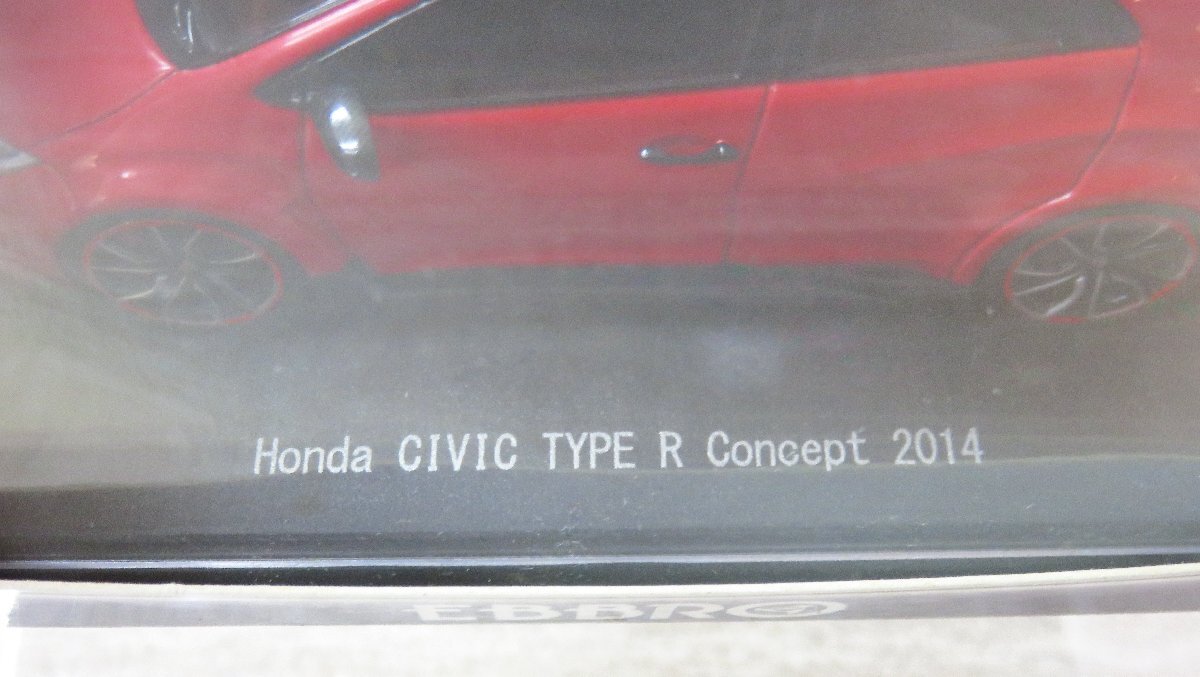 Honda CIVIC TYPE R Concept 2014
EBBRO